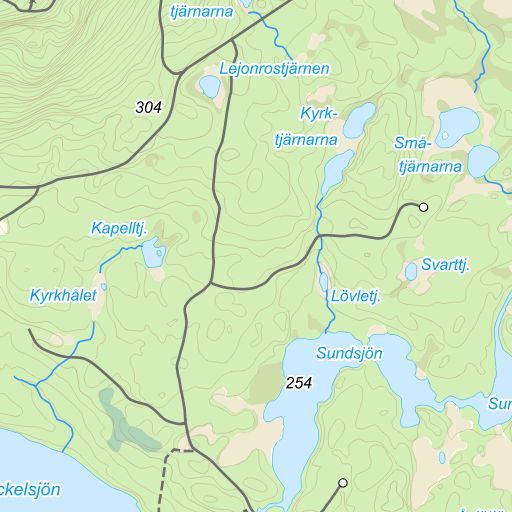 tjärnarna
Lejonrostjärnen
304
Kyrk-
tjärnarna
Små-
tjärnarna
Kapelltj.
Svarttj.
Kyrkhålet
Lövletj.
Sundsjön
254
Sun
ckelsjön